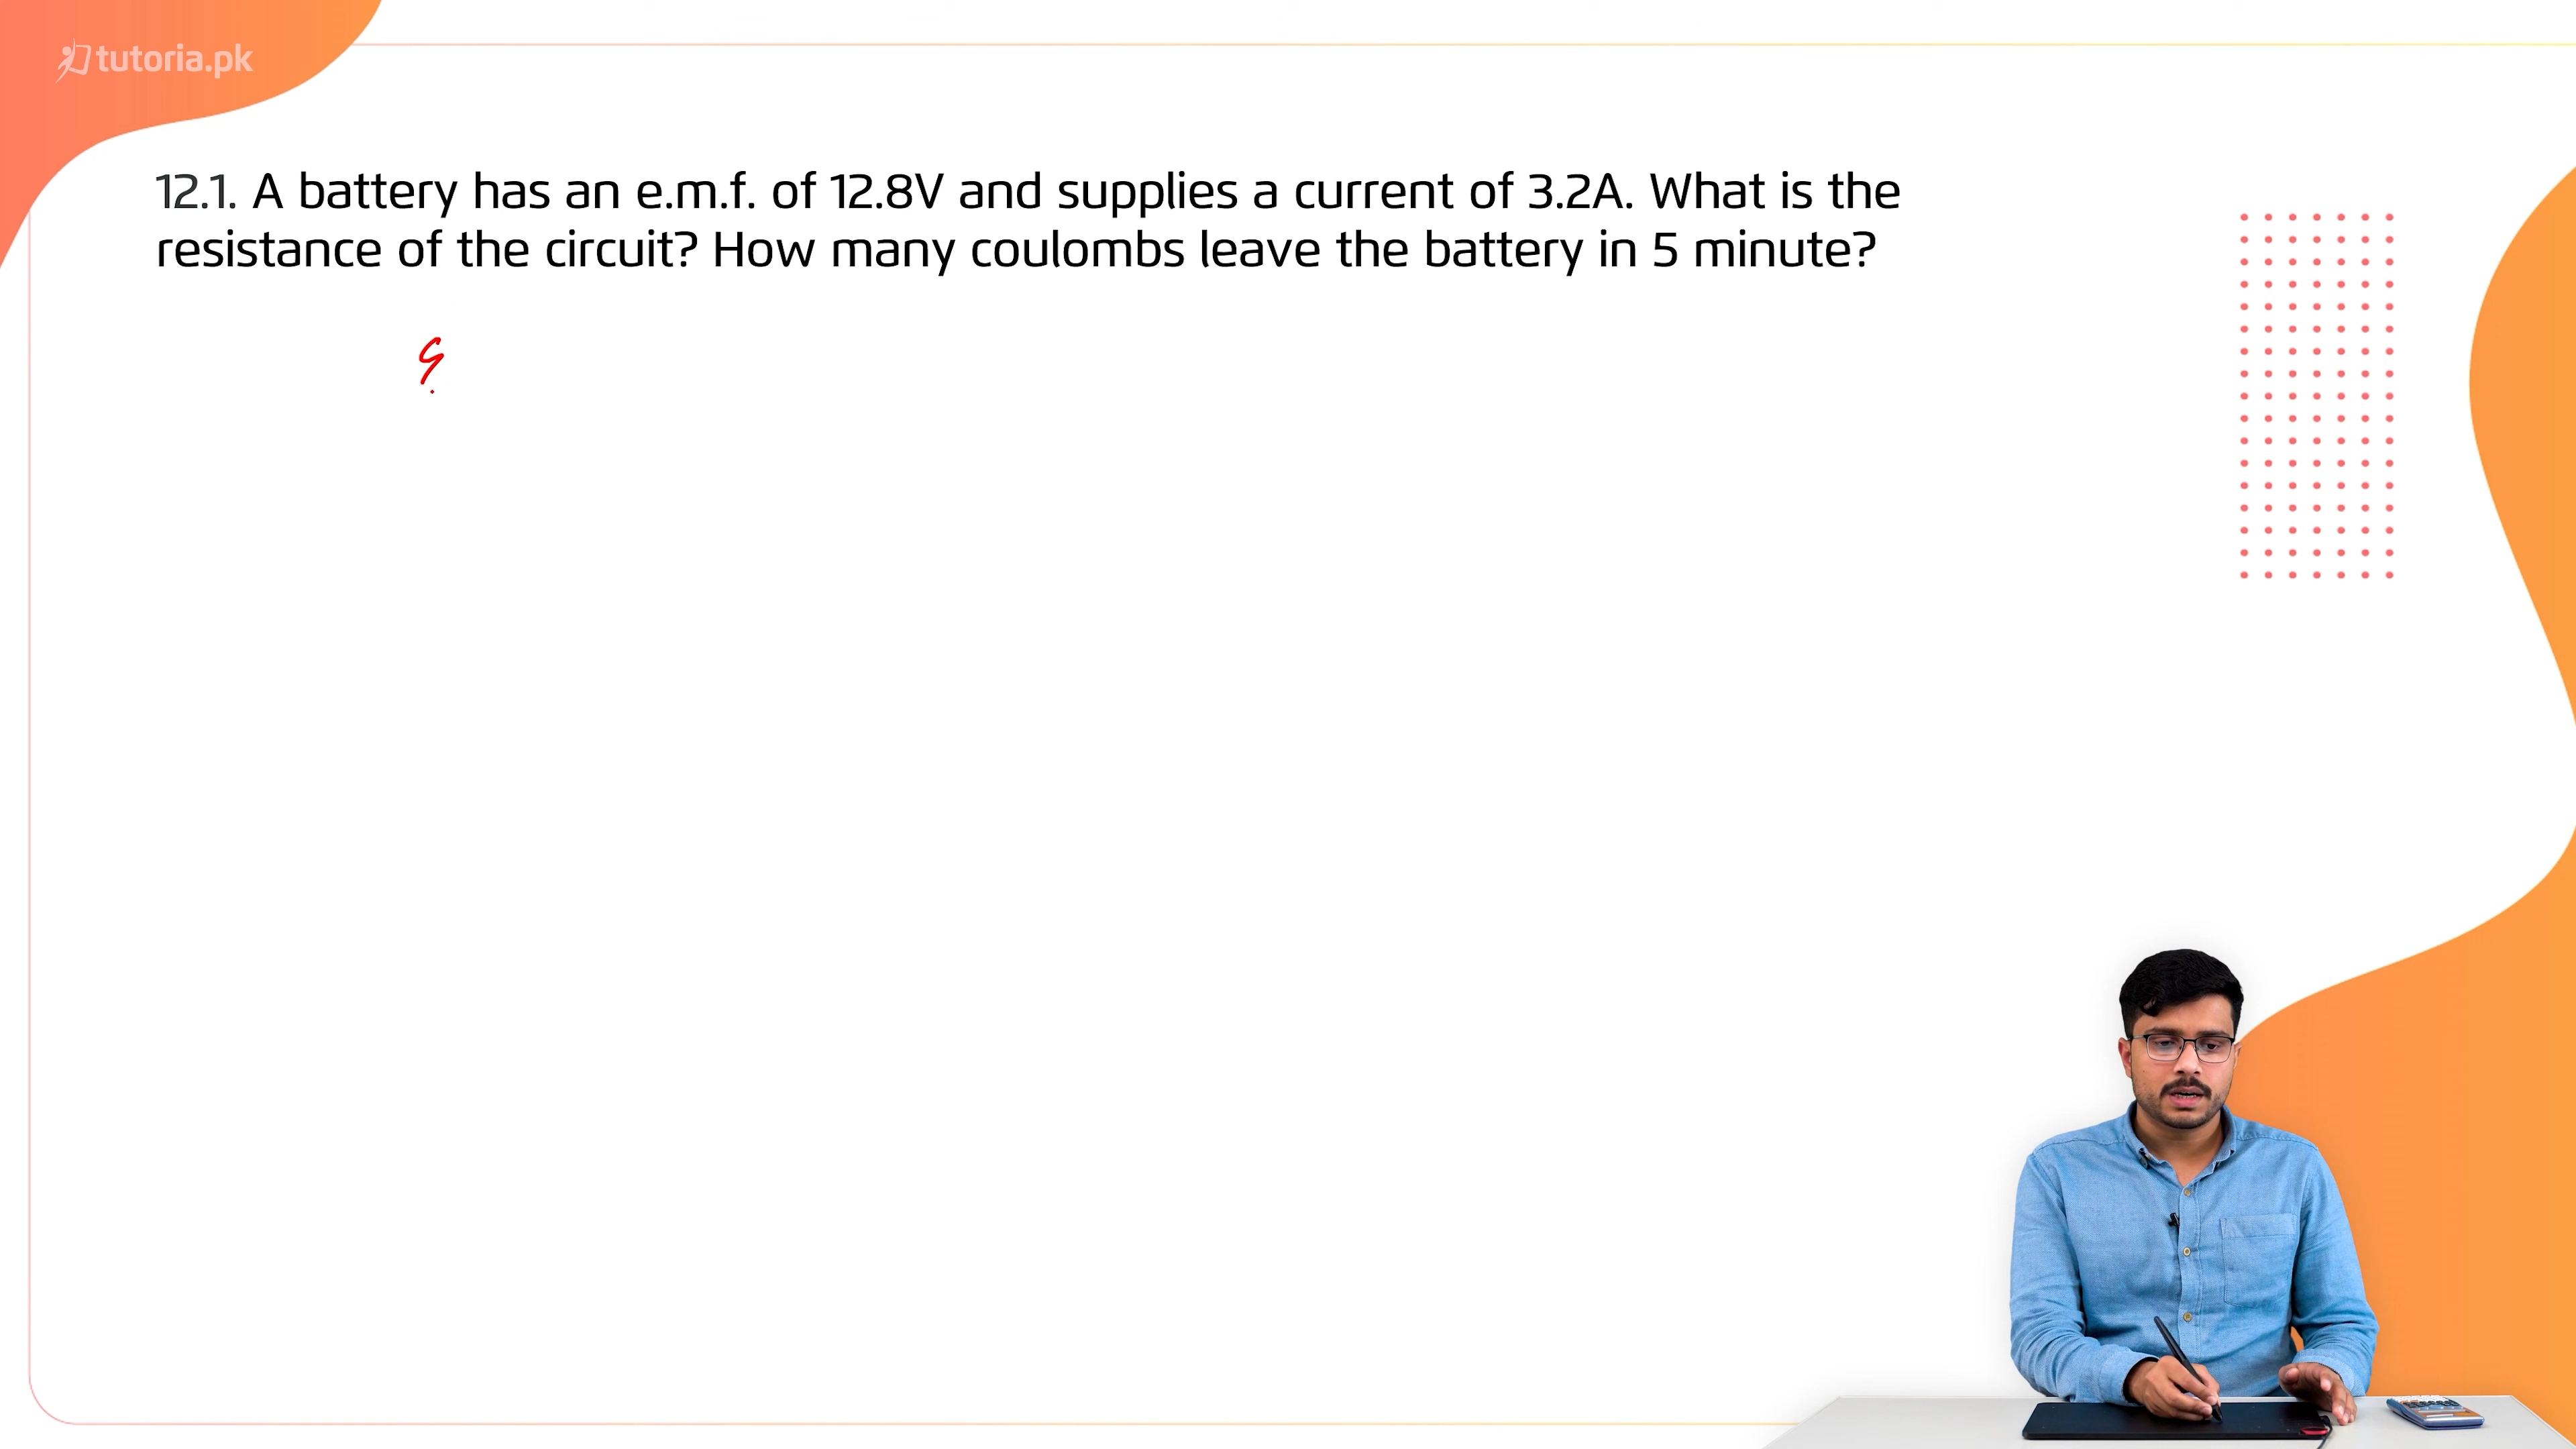 tutoria.pk
12.1. A battery has an e.m.f. of 12.8V and supplies a current of 3.2A. What is the
resistance of the circuit? How many coulombs leave the battery in 5 minute?